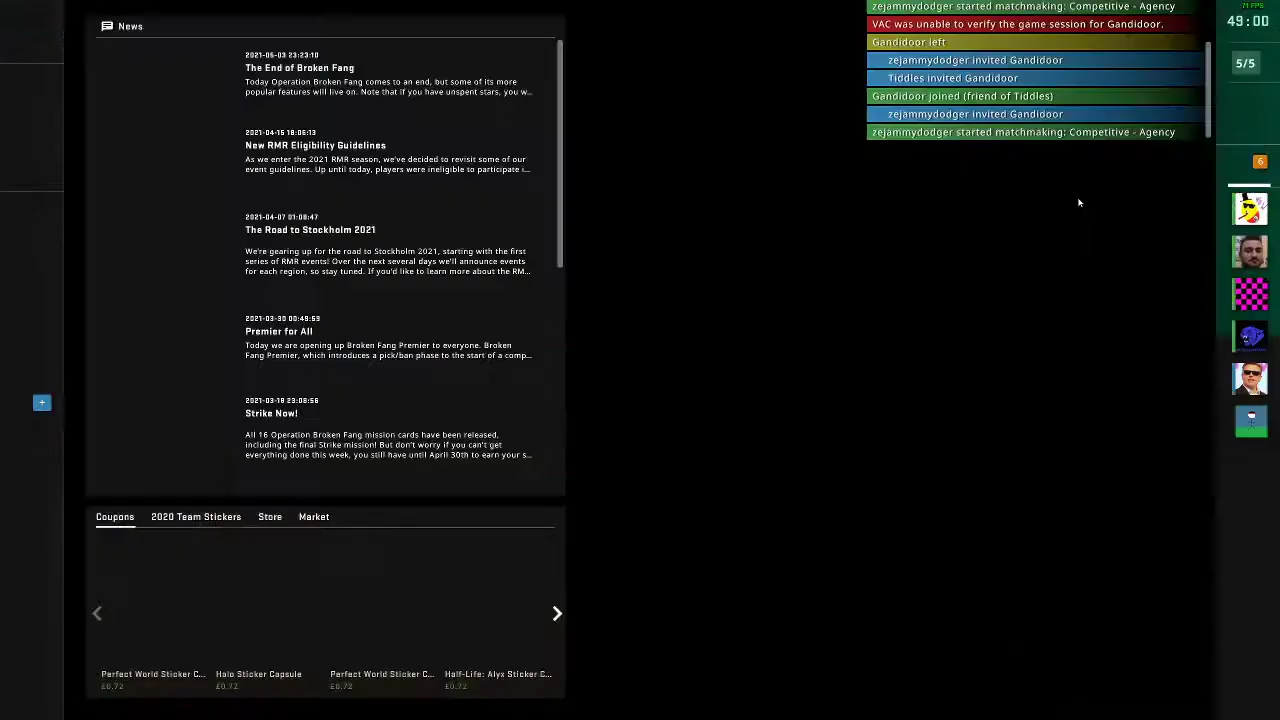 News
2021-05-03 23:23:10
The End of Broken Fang
Today Operation Broken Fang comes to an end, but some of its more
popular features will live on. Note that if you have unspent stars, you w...
2021-04-15 18:06:13
New RMR Eligibility Guidelines
As we enter the 2021 RMR season, we've decided to revisit some of our
event guidelines. Up until today, players were ineligible to participate i...
2021-04-07 01:08:47
The Road to Stockholm 2021
We're gearing up for the road to Stockholm 2021, starting with the first
series of RMR events! Over the next several days we'll announce events
for each region, so stay tuned. If you'd like to learn more about the RM...
2021-03-30 00:49:59
Premier for All
Today we are opening up Broken Fang Premier to everyone. Broken
Fang Premier, which introduces a pick/ban phase to the start of a comp...
2021-03-18 23:08:56
Strike Now!
All 16 Operation Broken Fang mission cards have been released,
including the final Strike mission! But don't worry if you can't get
everything done this week, you still have until April 30th to earn your s...
+
Coupons 2020 Team Stickers Store Market
Perfect World Sticker C... Halo Sticker Capsule Perfect World Sticker C... Half-Life: Alyx Sticker C...
£0.72 £0.72 £0.72 £0.72
zejammydodger started matchmaking: Competitive - Agency
VAC was unable to verify the game session for Gandidoor.
Gandidoor left
zejammydodger invited Gandidoor
Tiddles invited Gandidoor
Gandidoor joined (friend of Tiddles)
zejammydodger invited Gandidoor
zejammydodger started matchmaking: Competitive - Agency
71 FPS
49:00
5/5
6